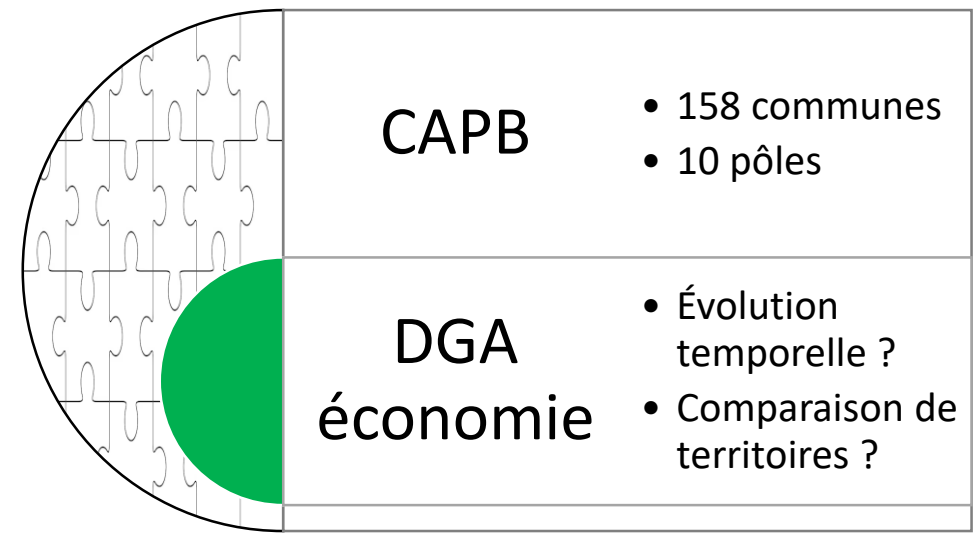 CAPB
• 158 communes
• 10 pôles
DGA
économie
• Évolution
temporelle ?
• Comparaison de
territoires ?